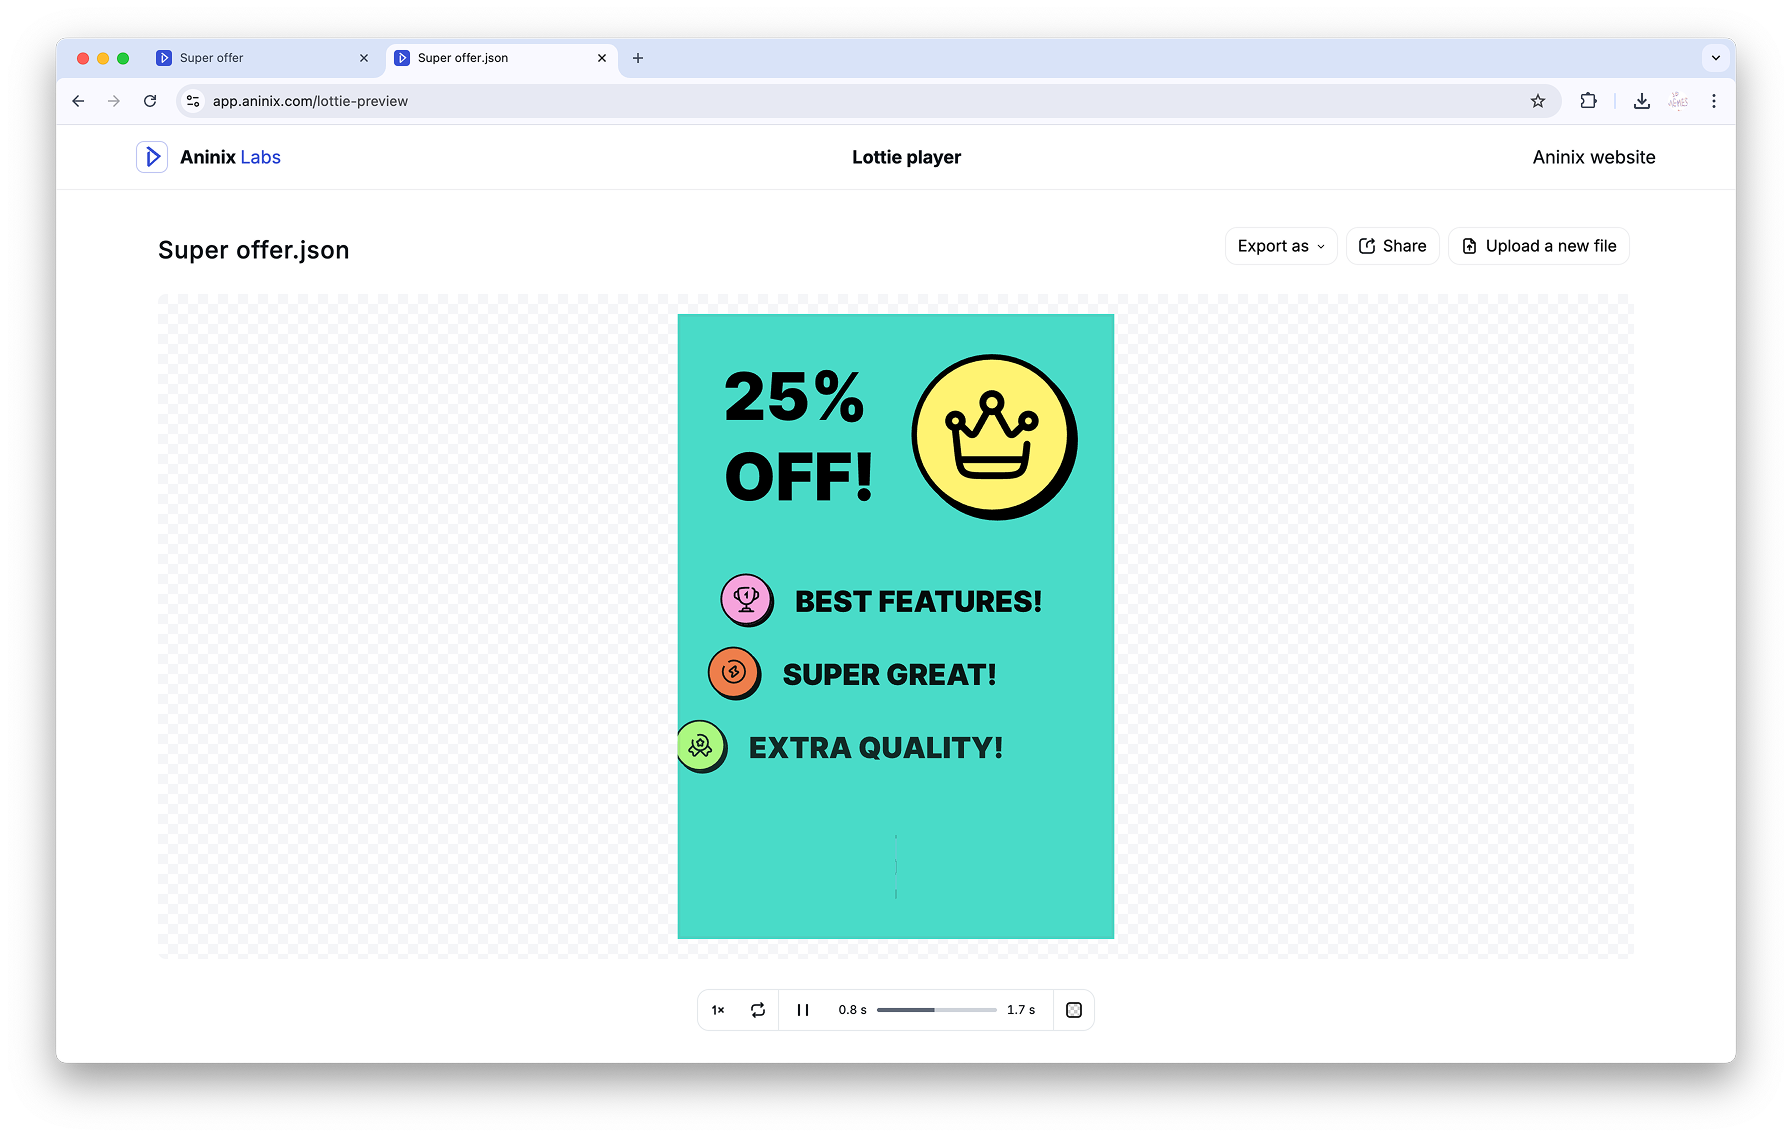 Super offer
Super offer.json
app.aninix.com/lottie-preview
Aninix Labs
Lottie player
Aninix website
Super offer.json
Export as
Share
Upload a new file
25%
OFF!
1
BEST FEATURES!
SUPER GREAT!
EXTRA QUALITY!
1×
0.8 s
1.7 s